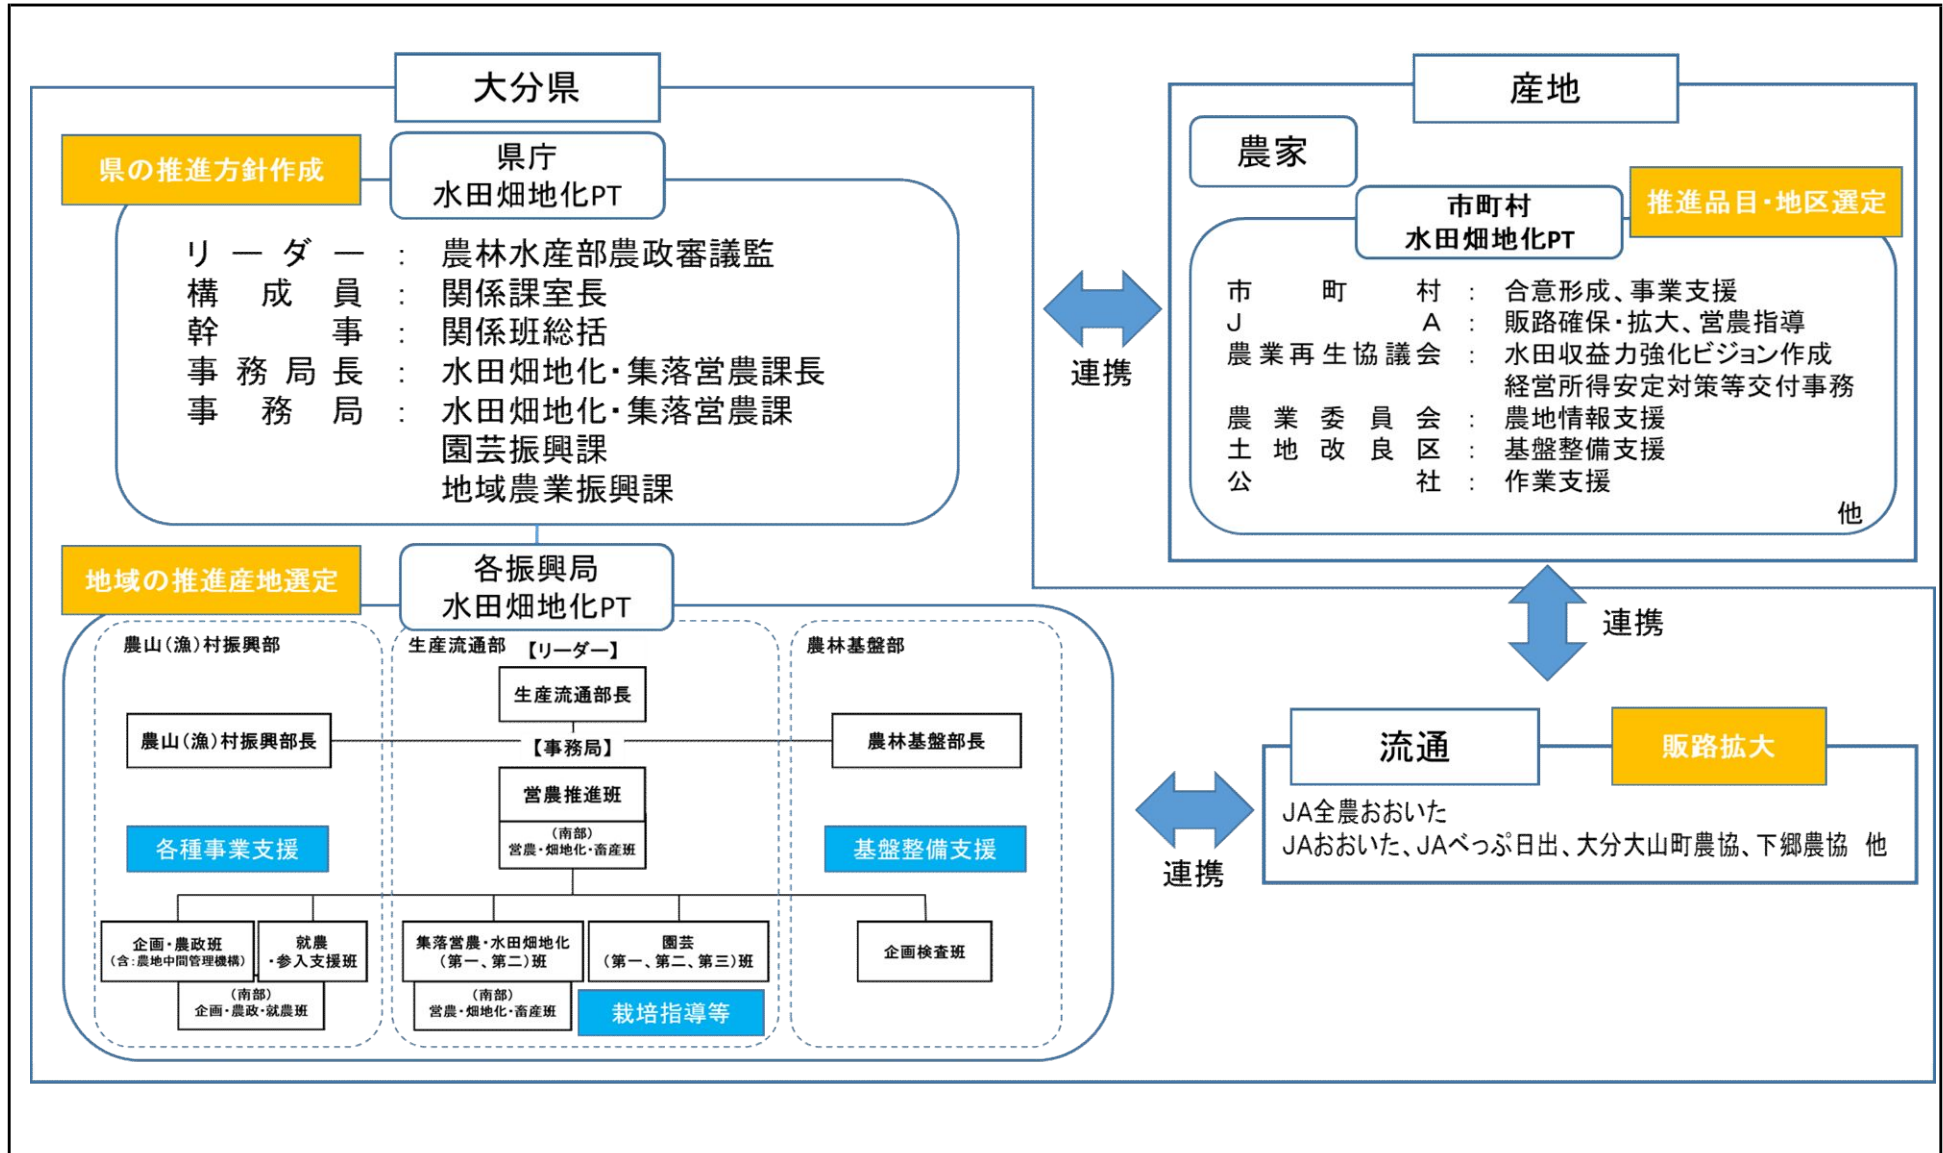 大分県
県の推進方針作成
県庁
水田畑地化PT
リーダー : 農林水産部農政審議監
構成員 : 関係課室長
幹事 : 関係班総括
事務局長 : 水田畑地化・集落営農課長
事務局 : 水田畑地化・集落営農課
園芸振興課
地域農業振興課
地域の推進産地選定
各振興局
水田畑地化PT
農山(漁)村振興部
生産流通部
【リーダー】
農林基盤部
生産流通部長
農山(漁)村振興部長
【事務局】
農林基盤部長
営農推進班
(南部)
営農・畑地化・畜産班
各種事業支援
基盤整備支援
企画・農政班
(含:農地中間管理機構)
就農
・参入支援班
(南部)
企画・農政・就農班
集落営農・水田畑地化
(第一、第二)班
(南部)
営農・畑地化・畜産班
園芸
(第一、第二、第三)班
栽培指導等
企画検査班
連携
産地
農家
市町村
水田畑地化PT
推進品目・地区選定
市町村 : 合意形成、事業支援
JA : 販路確保・拡大、営農指導
農業再生協議会 : 水田収益力強化ビジョン作成
経営所得安定対策等交付事務
農業委員会 : 農地情報支援
土地改良区 : 基盤整備支援
公社 : 作業支援
他
連携
連携
流通
販路拡大
JA全農おおいた
JAおおいた、JAべっぷ日出、大分大山町農協、下郷農協 他